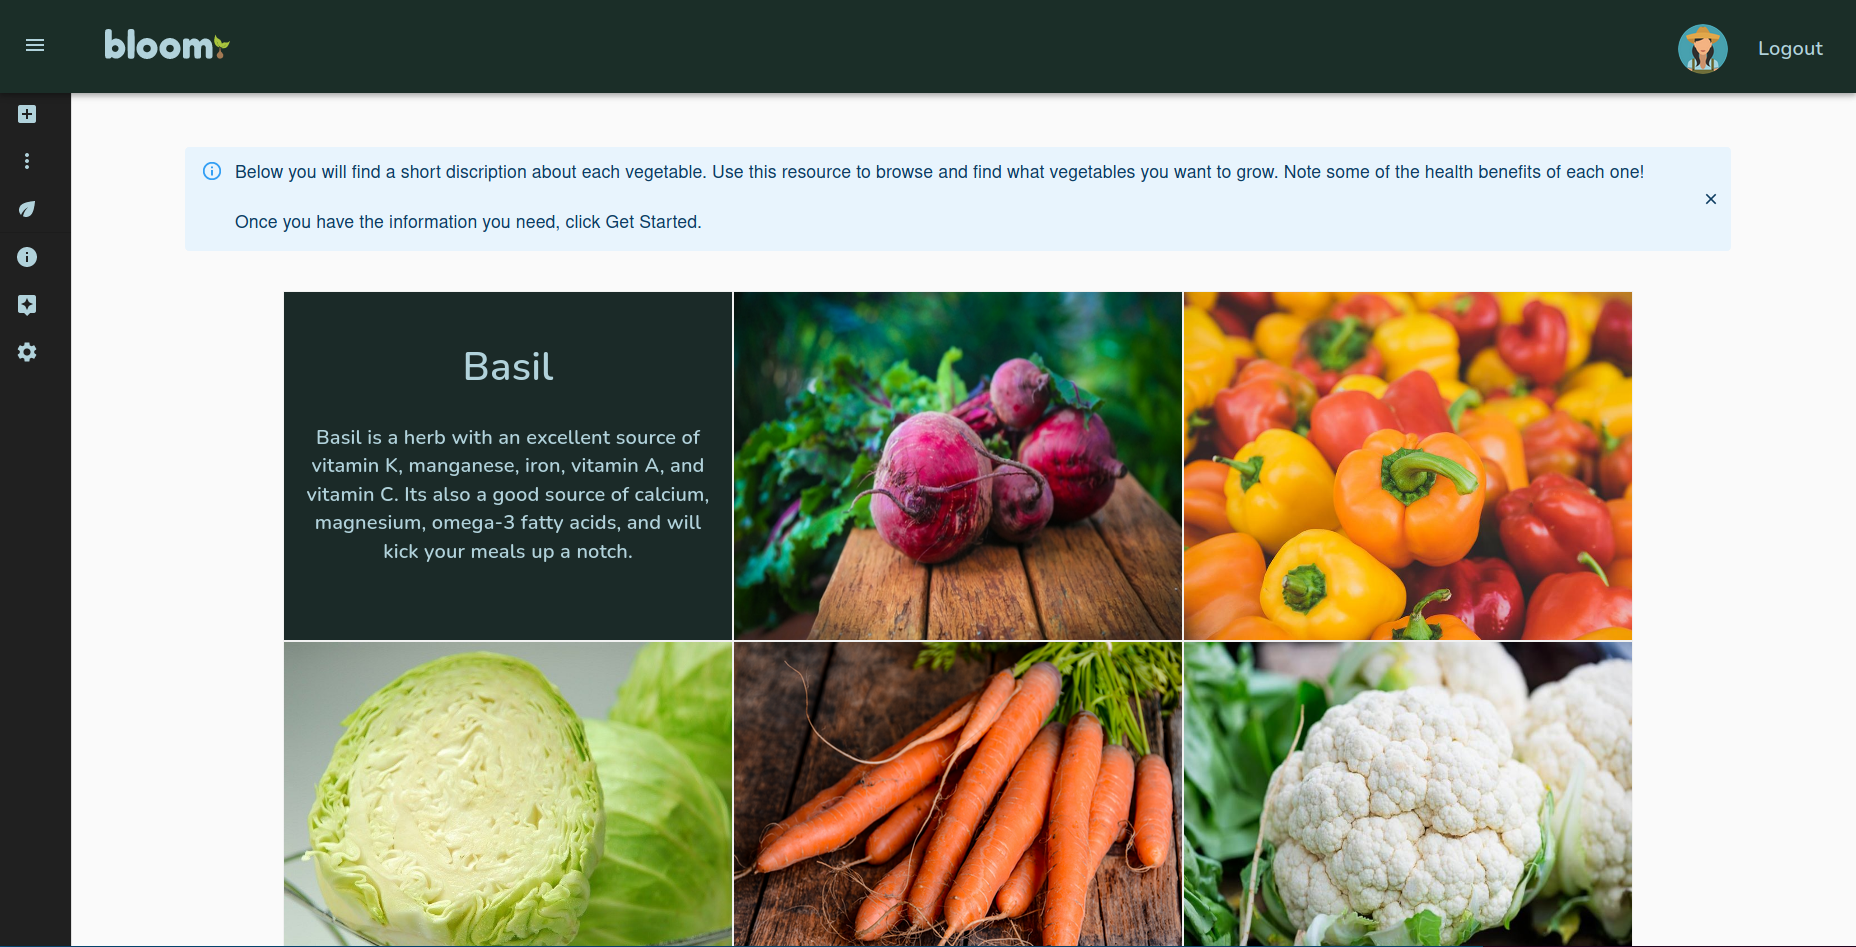 bloom
Logout
Below you will find a short discription about each vegetable. Use this resource to browse and find what vegetables you want to grow. Note some of the health benefits of each one!
Once you have the information you need, click Get Started.
Basil
Basil is a herb with an excellent source of
vitamin K, manganese, iron, vitamin A, and
vitamin C. Its also a good source of calcium,
magnesium, omega-3 fatty acids, and will
kick your meals up a notch.